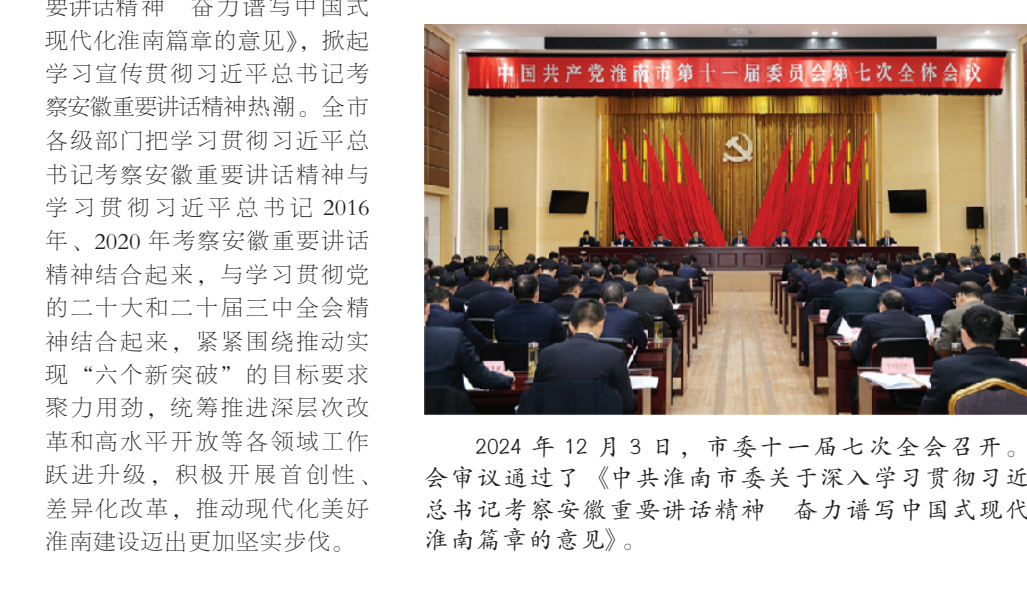 要讲话精神　奋力谱写中国式
现代化淮南篇章的意见》，掀起
学习宣传贯彻习近平总书记考
察安徽重要讲话精神热潮。全市
各级部门把学习贯彻习近平总
书记考察安徽重要讲话精神与
学习贯彻习近平总书记 2016
年、2020 年考察安徽重要讲话
精神结合起来，与学习贯彻党
的二十大和二十届三中全会精
神结合起来，紧紧围绕推动实
现“六个新突破”的目标要求
聚力用劲，统筹推进深层次改
革和高水平开放等各领域工作
跃进升级，积极开展首创性、
差异化改革，推动现代化美好
淮南建设迈出更加坚实步伐。
中国共产党淮南市第十一届委员会第七次全体会议
2024 年 12 月 3 日，市委十一届七次全会召开。
会审议通过了《中共淮南市委关于深入学习贯彻习近
总书记考察安徽重要讲话精神　奋力谱写中国式现代
淮南篇章的意见》。